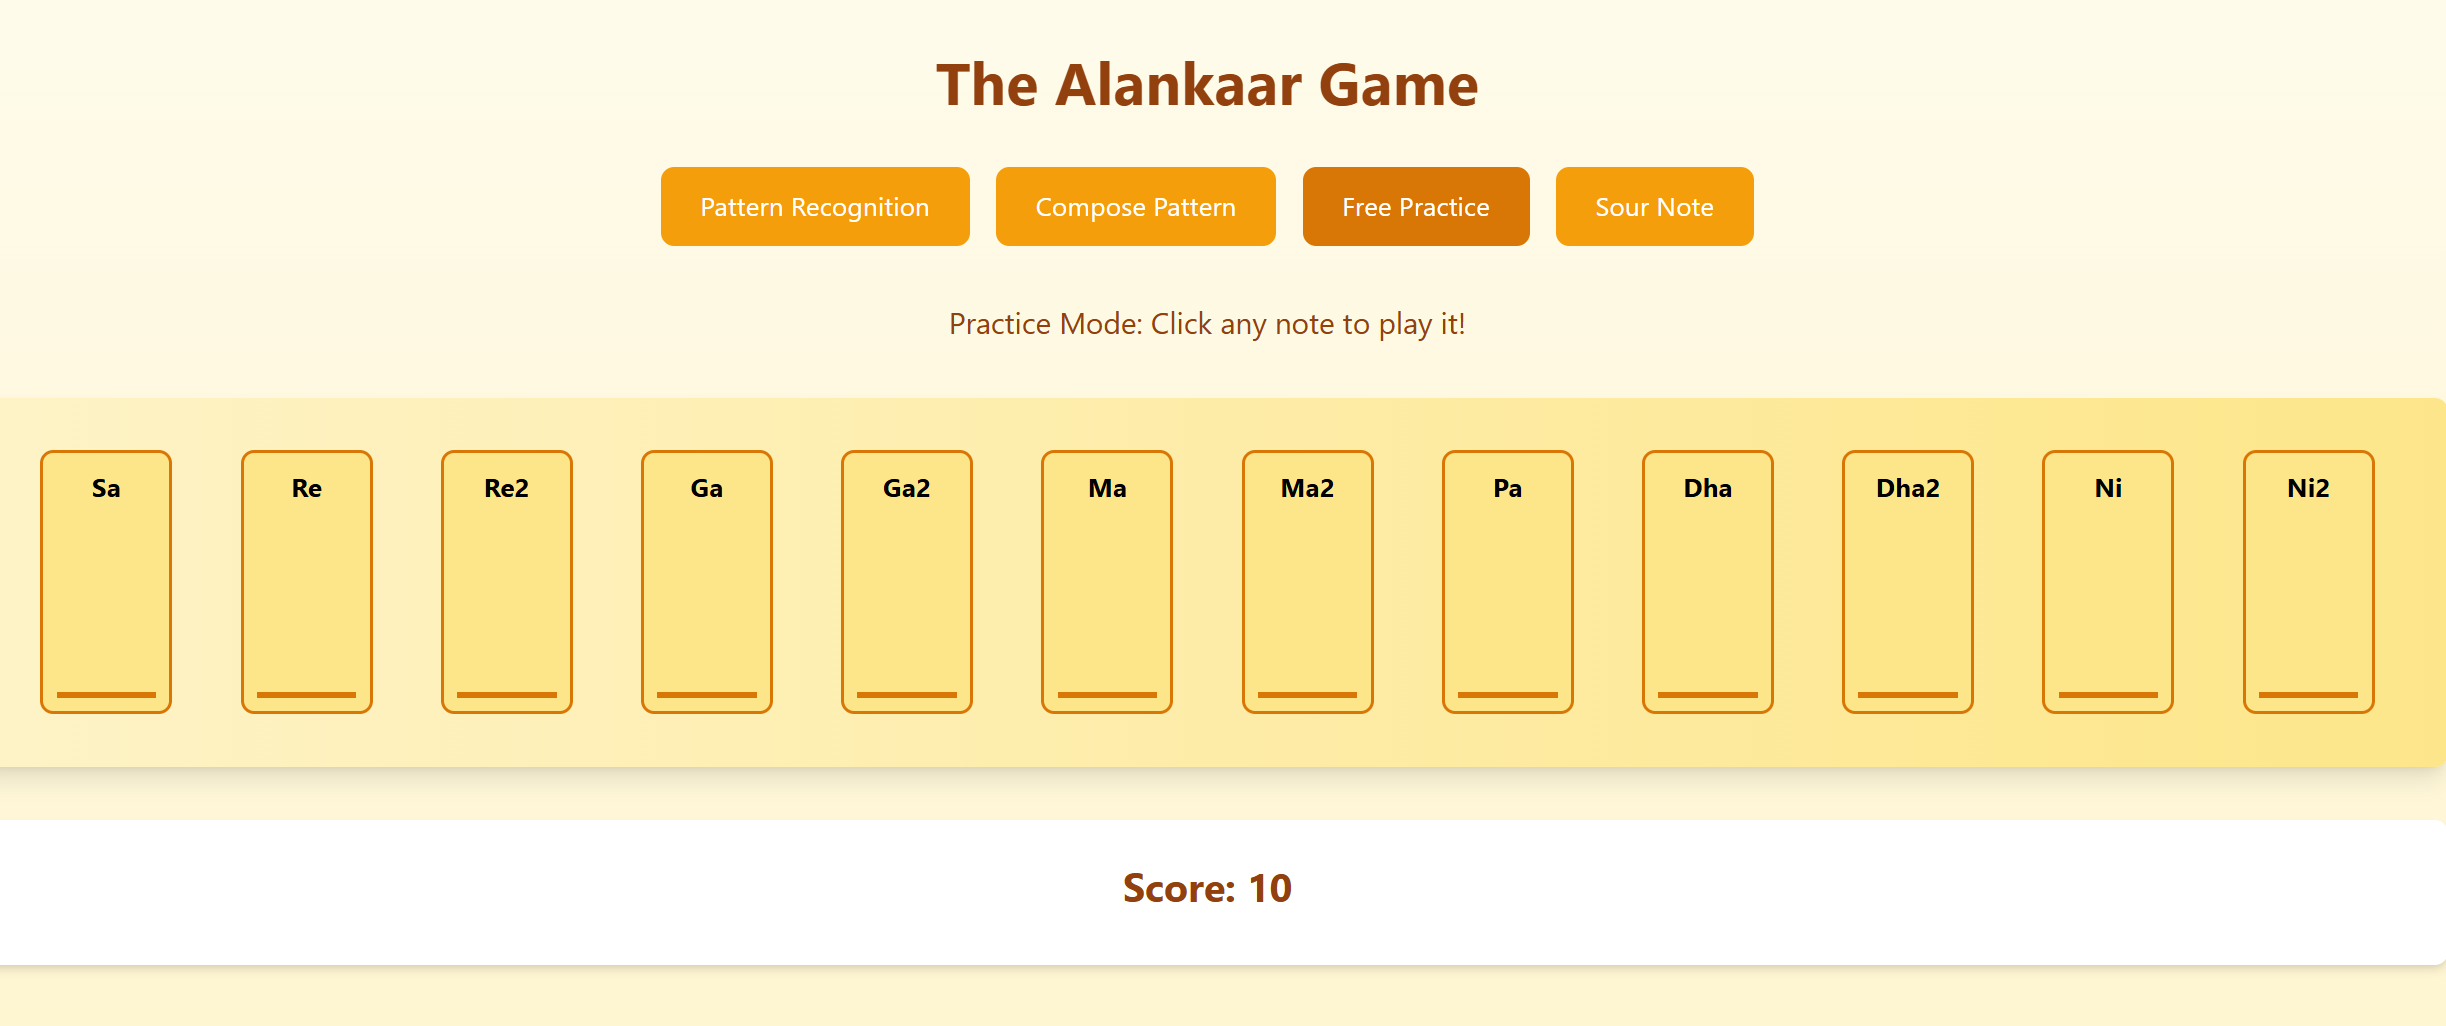 The Alankaar Game
Pattern Recognition Compose Pattern Free Practice Sour Note
Practice Mode: Click any note to play it!
Sa Re Re2 Ga Ga2 Ma Ma2 Pa Dha Dha2 Ni Ni2
Score: 10